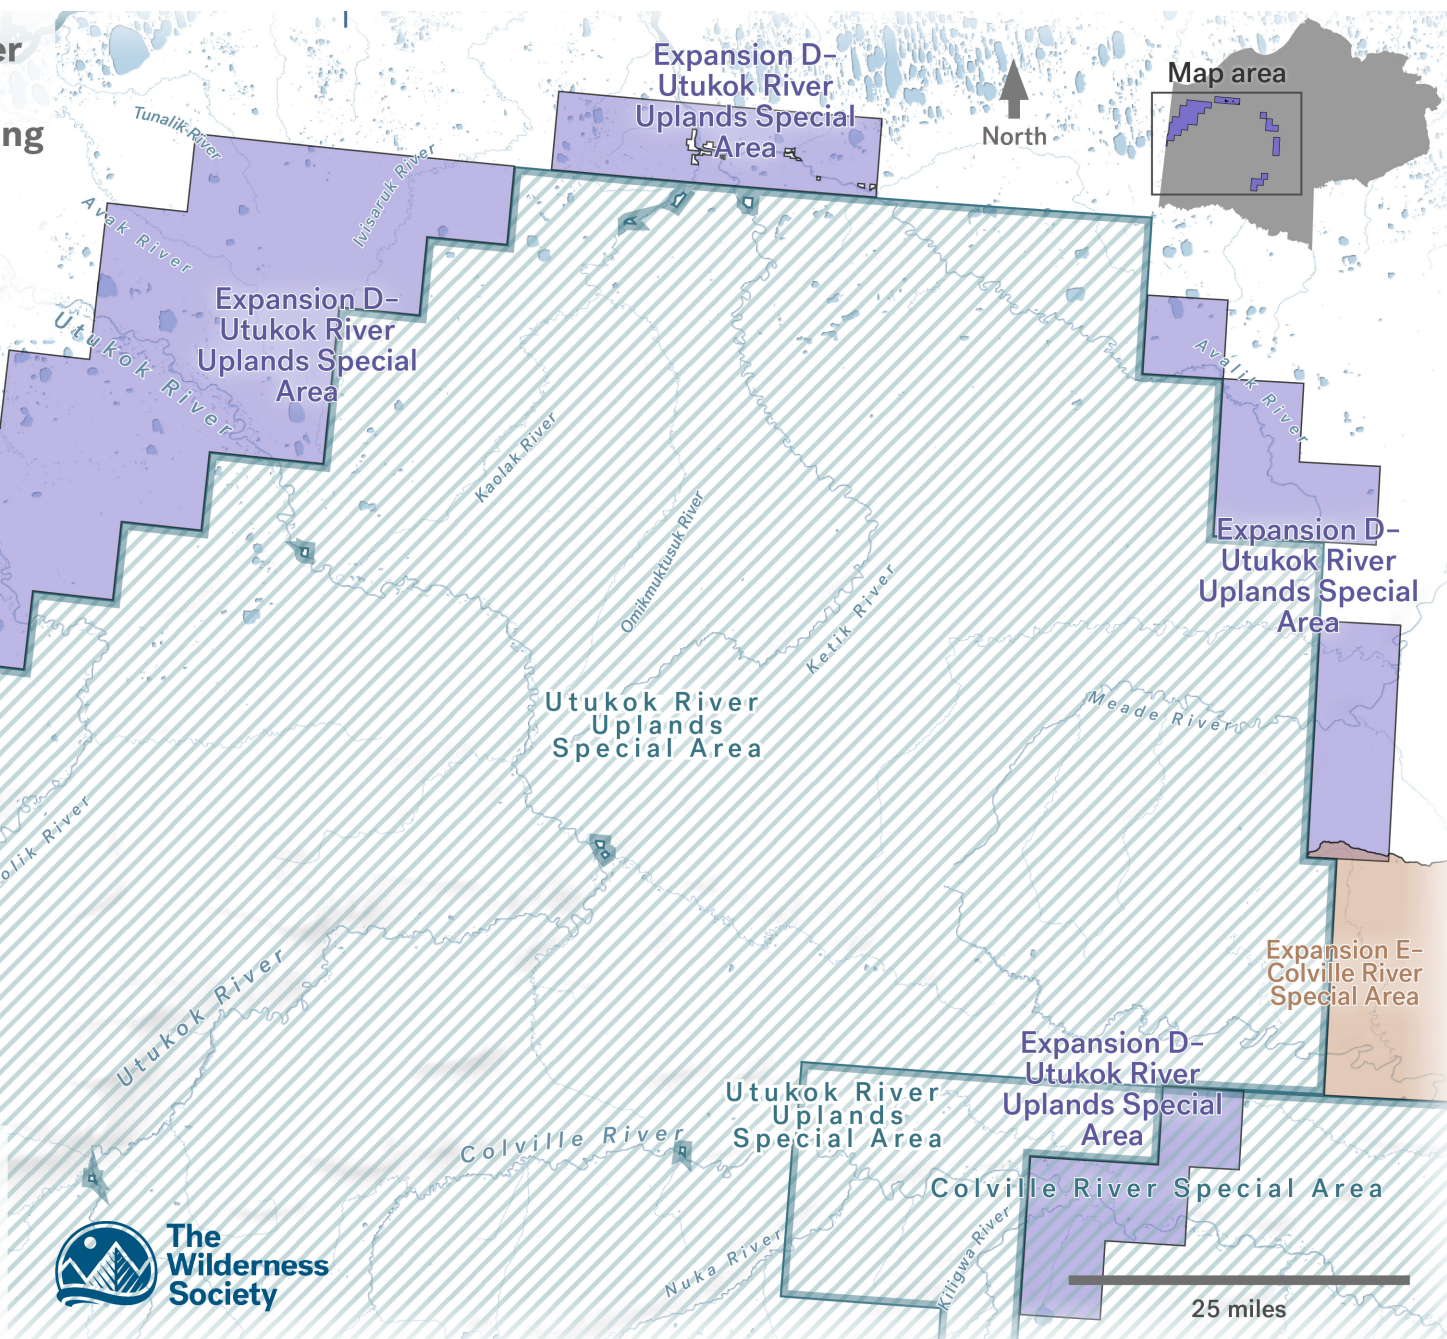 er
ng
Expansion D–
Utukok River
Uplands Special
Area
North
Map area
Tunalik River
Avak River
Ivisaruk River
Utukok River
Expansion D–
Utukok River
Uplands Special
Area
Avalik River
Kaolak River
Omikmuktusuk River
Ketik River
Expansion D–
Utukok River
Uplands Special
Area
Utukok River
Uplands
Special Area
Meade River
olik River
Utukok River
Expansion E–
Colville River
Special Area
Expansion D–
Utukok River
Uplands Special
Area
Utukok River
Uplands
Special Area
Colville River
Colville River Special Area
Nuka River
Kiligwa River
The
Wilderness
Society
25 miles